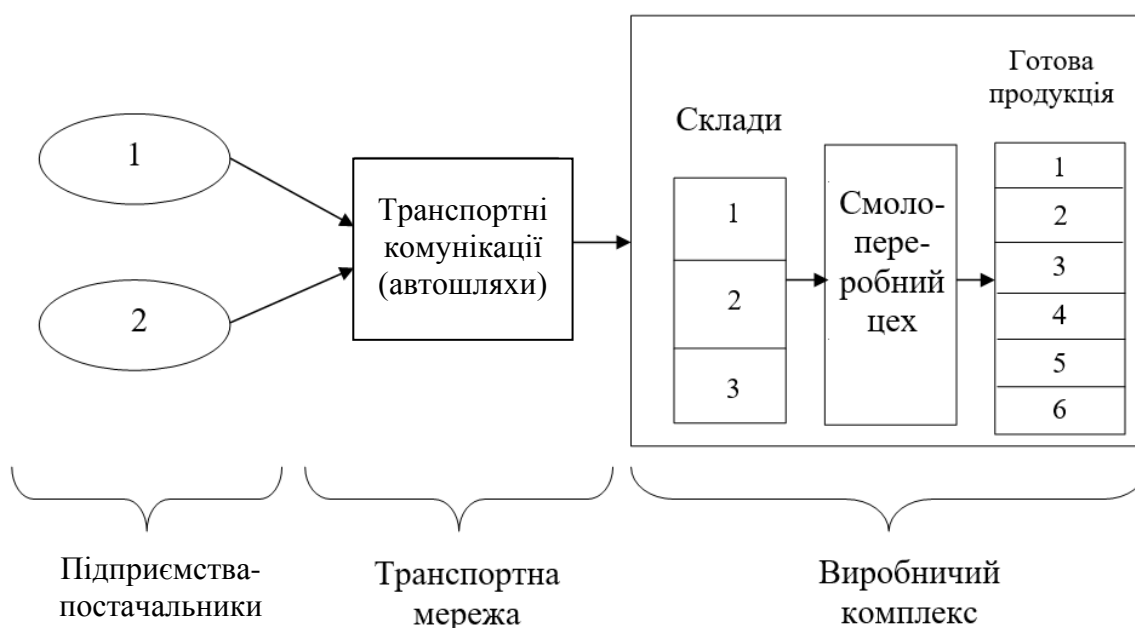 1
2
Транспортні
комунікації
(автошляхи)
Склади
1
2
3
Смоло-
пере-
робний
цех
Готова
продукція
1
2
3
4
5
6
Підприємства-
постачальники
Транспортна
мережа
Виробничий
комплекс